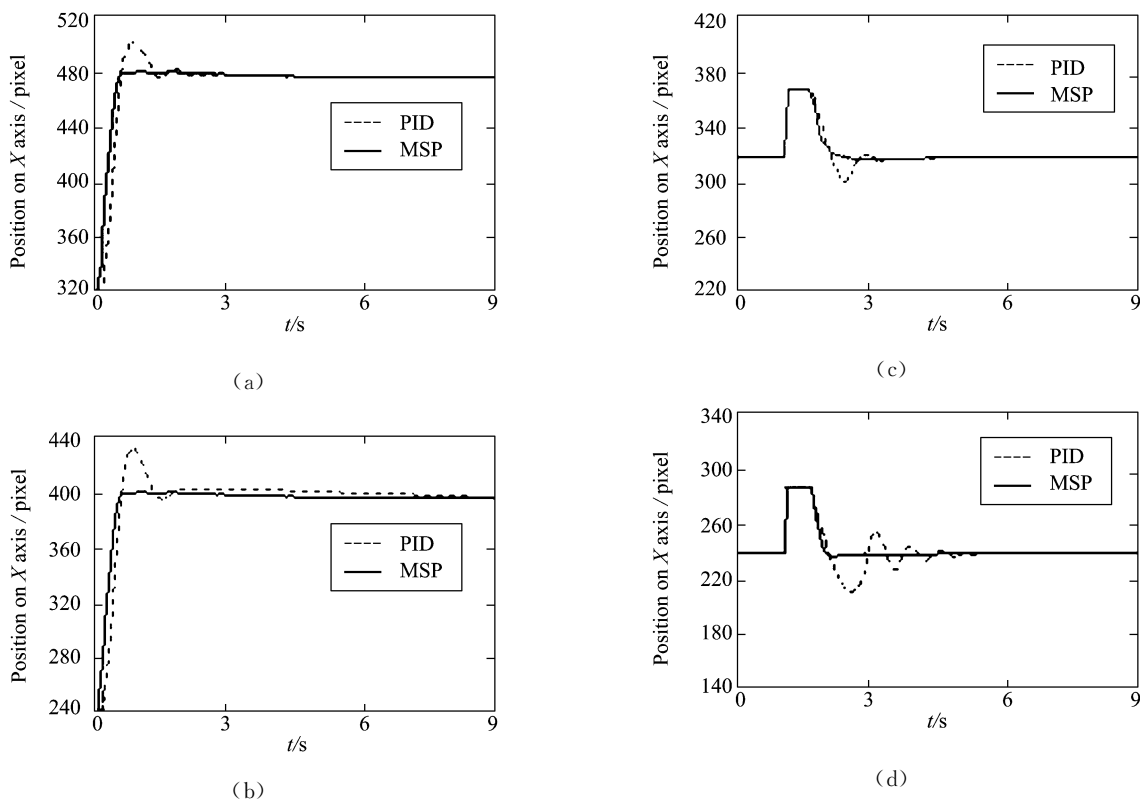 520
480
440
400
360
320
Position on X axis / pixel
PID
MSP
0
3
6
9
t/s
(a)
440
400
360
320
280
240
Position on X axis / pixel
PID
MSP
0
3
6
9
t/s
(b)
420
380
340
300
260
220
Position on X axis / pixel
PID
MSP
0
3
6
9
t/s
(c)
340
300
260
220
180
140
Position on X axis / pixel
PID
MSP
0
3
6
9
t/s
(d)